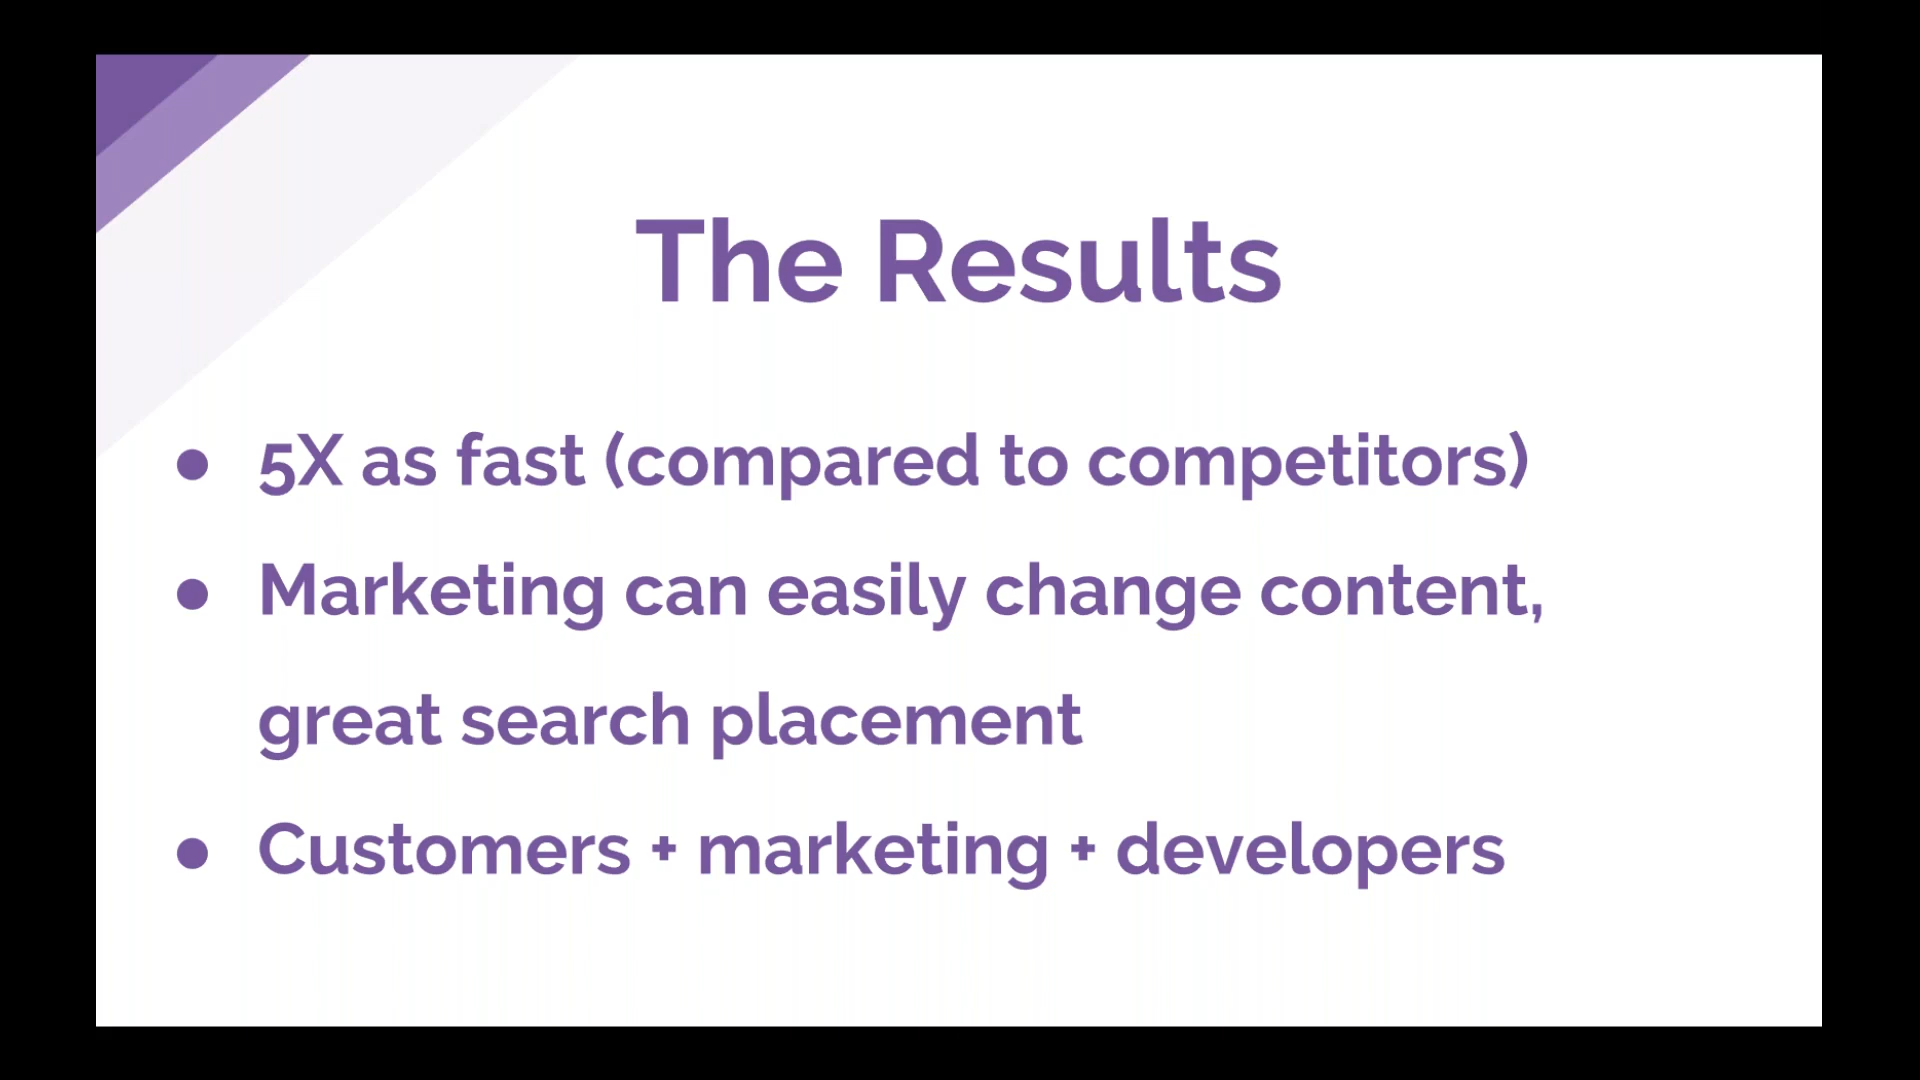 The Results
● 5X as fast (compared to competitors)
● Marketing can easily change content,
great search placement
● Customers + marketing + developers